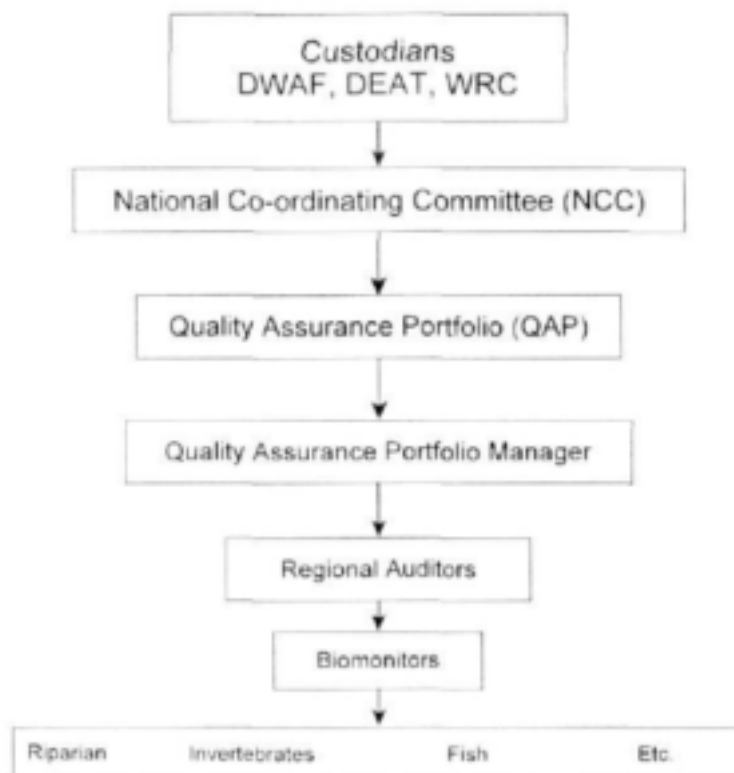 Custodians
DWAF, DEAT, WRC
National Co-ordinating Committee (NCC)
Quality Assurance Portfolio (QAP)
Quality Assurance Portfolio Manager
Regional Auditors
Biomonitors
Riparian Invertebrates Fish Etc.